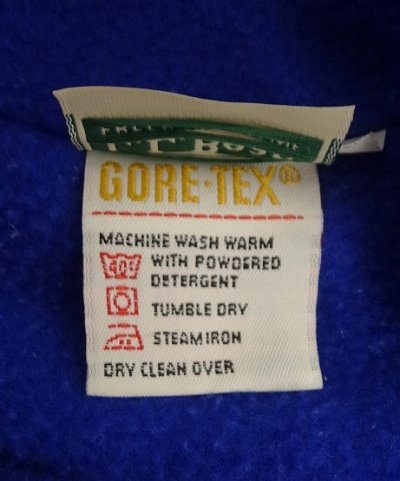 GORE-TEX®
MACHINE WASH WARM
WITH POWDERED
DETERGENT
TUMBLE DRY
STEAM IRON
DRY CLEAN OVER